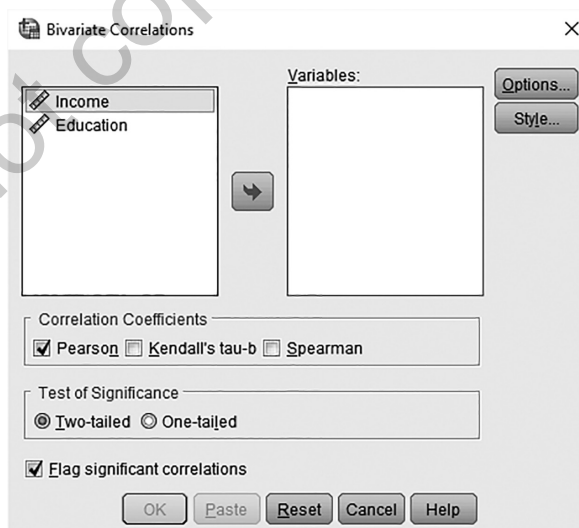 Bivariate Correlations
Variables:
Income
Education
Options...
Style...
Correlation Coefficients
Pearson Kendall's tau-b Spearman
Test of Significance
Two-tailed One-tailed
Flag significant correlations
OK Paste Reset Cancel Help